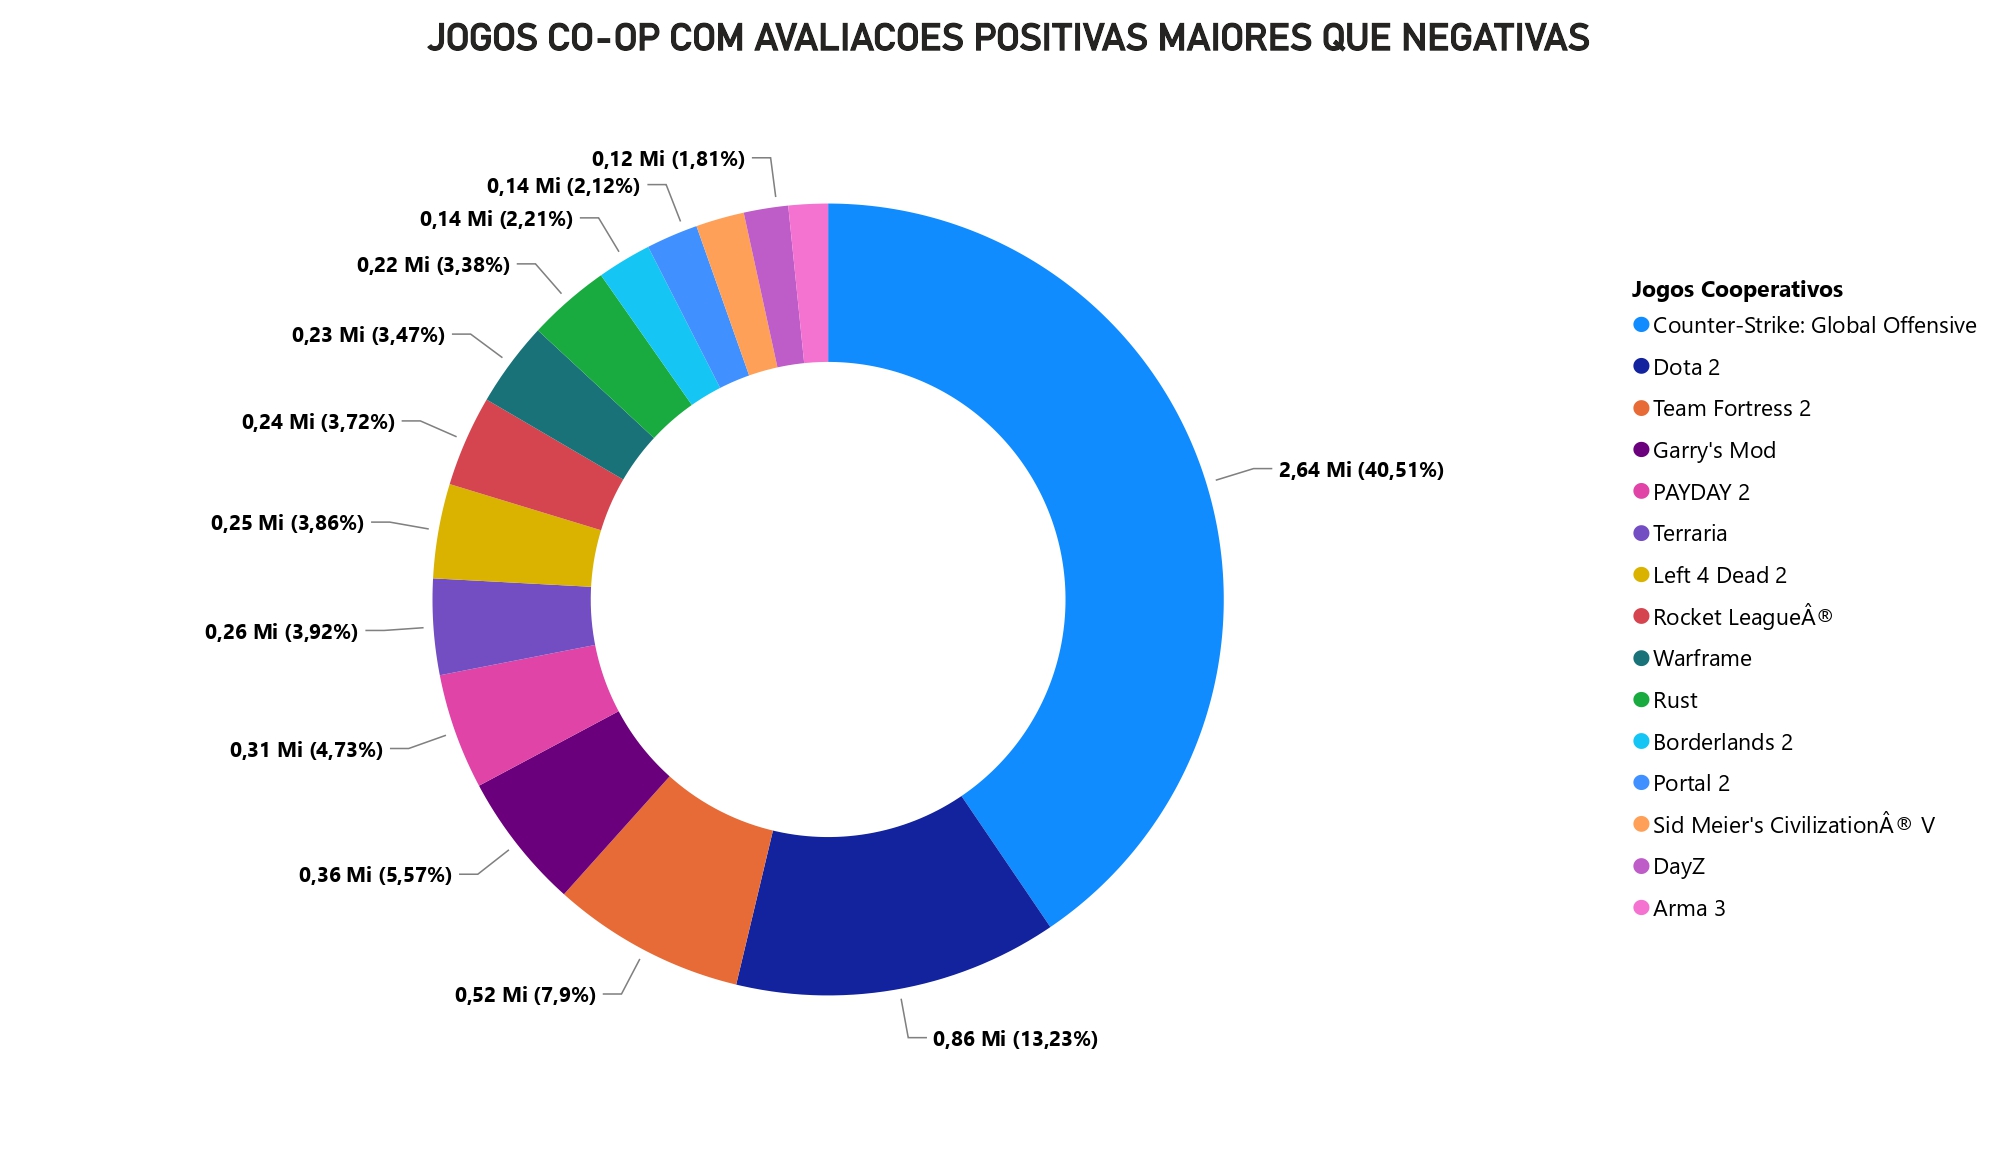 JOGOS CO-OP COM AVALIACOES POSITIVAS MAIORES QUE NEGATIVAS
0,12 Mi (1,81%)
0,14 Mi (2,12%)
0,14 Mi (2,21%)
0,22 Mi (3,38%)
0,23 Mi (3,47%)
0,24 Mi (3,72%)
0,25 Mi (3,86%)
0,26 Mi (3,92%)
0,31 Mi (4,73%)
0,36 Mi (5,57%)
0,52 Mi (7,9%)
0,86 Mi (13,23%)
2,64 Mi (40,51%)
Jogos Cooperativos
Counter-Strike: Global Offensive
Dota 2
Team Fortress 2
Garry's Mod
PAYDAY 2
Terraria
Left 4 Dead 2
Rocket LeagueÂ®
Warframe
Rust
Borderlands 2
Portal 2
Sid Meier's CivilizationÂ® V
DayZ
Arma 3